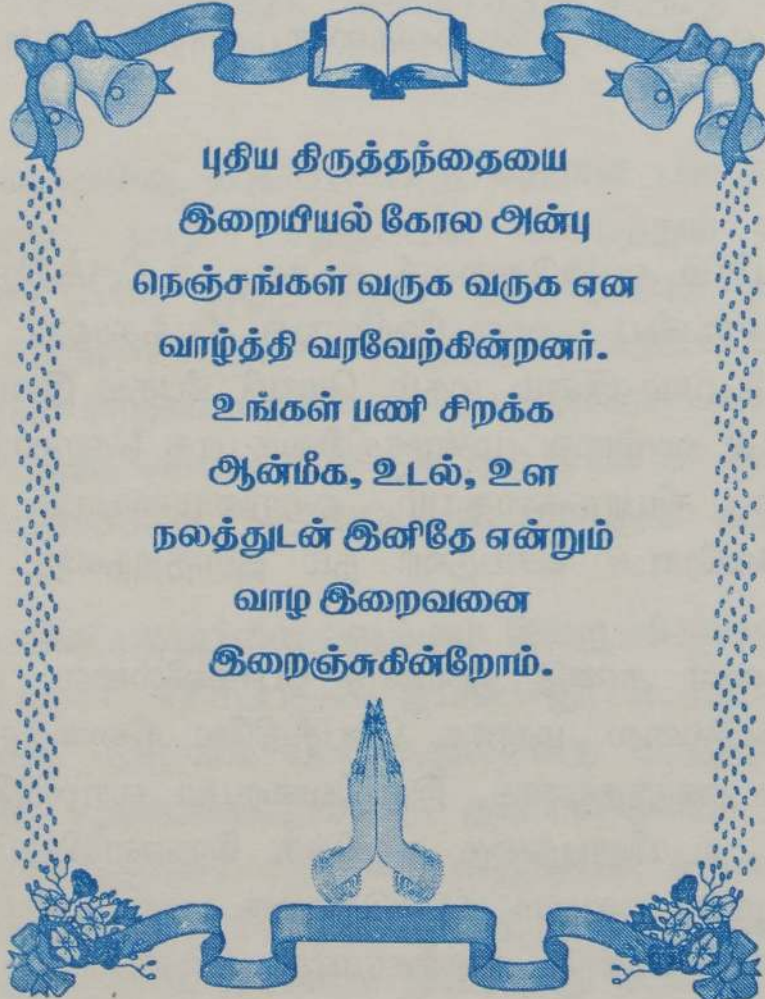 புதிய திருத்தந்தையை
இறையியல் கோல அன்பு
நெஞ்சங்கள் வருக வருக என
வாழ்த்தி வரவேற்கின்றனர்.
உங்கள் பணி சிறக்க
ஆன்மீக, உடல், உள
நலத்துடன் இனிதே என்றும்
வாழ இறைவனை
இறைஞ்சுகின்றோம்.